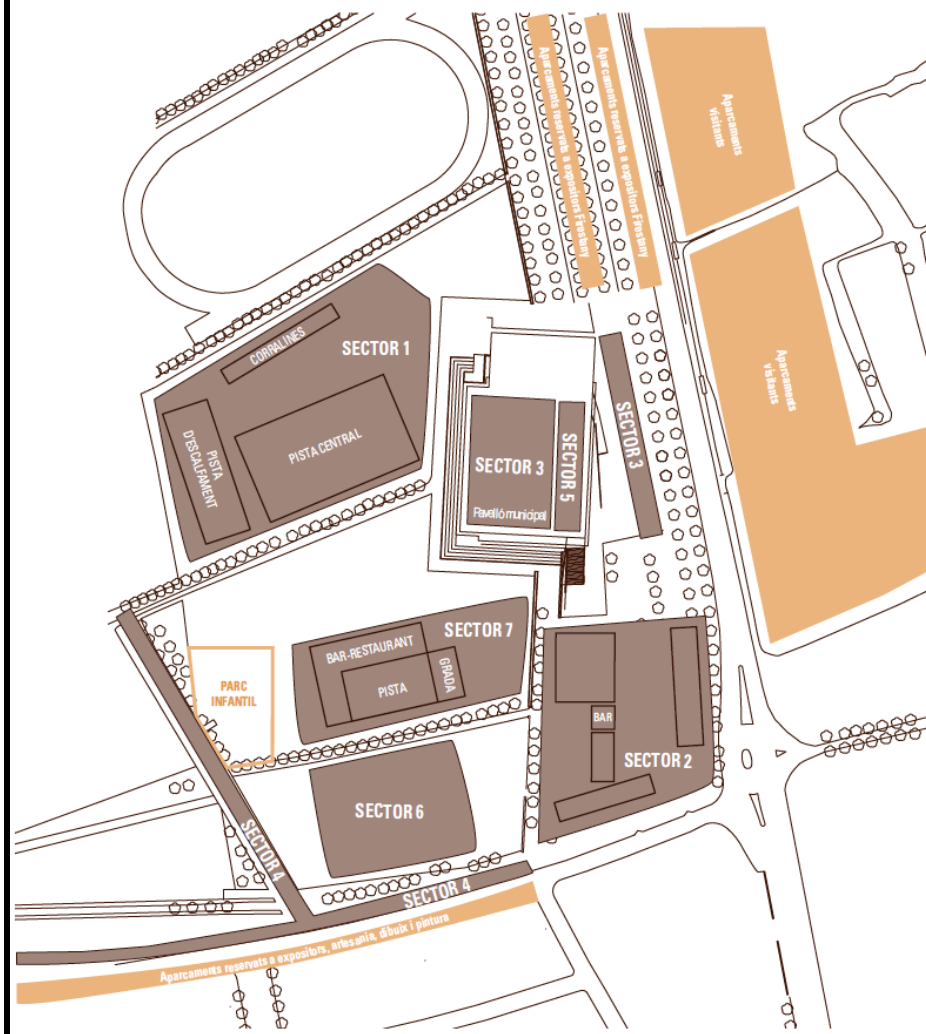 Aparcaments reservats a expositors Firestany
Aparcaments reservats a expositors Firestany
Aparcaments
visitants
Aparcaments
visitants
CORRALINES
SECTOR 1
PISTA
D'ESCALFAMENT
PISTA CENTRAL
SECTOR 3
Pavelló municipal
SECTOR 5
SECTOR 3
SECTOR 7
BAR-RESTAURANT
PISTA
GRADA
PARC
INFANTIL
BAR
SECTOR 2
SECTOR 6
SECTOR 4
SECTOR 4
Aparcaments reservats a expositors, artesania, dibuix i pintura